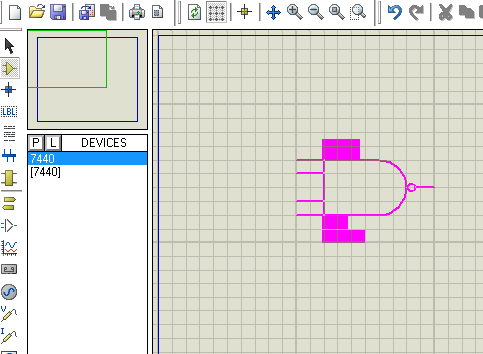 LBL
P L DEVICES
7440
[7440]
V
I